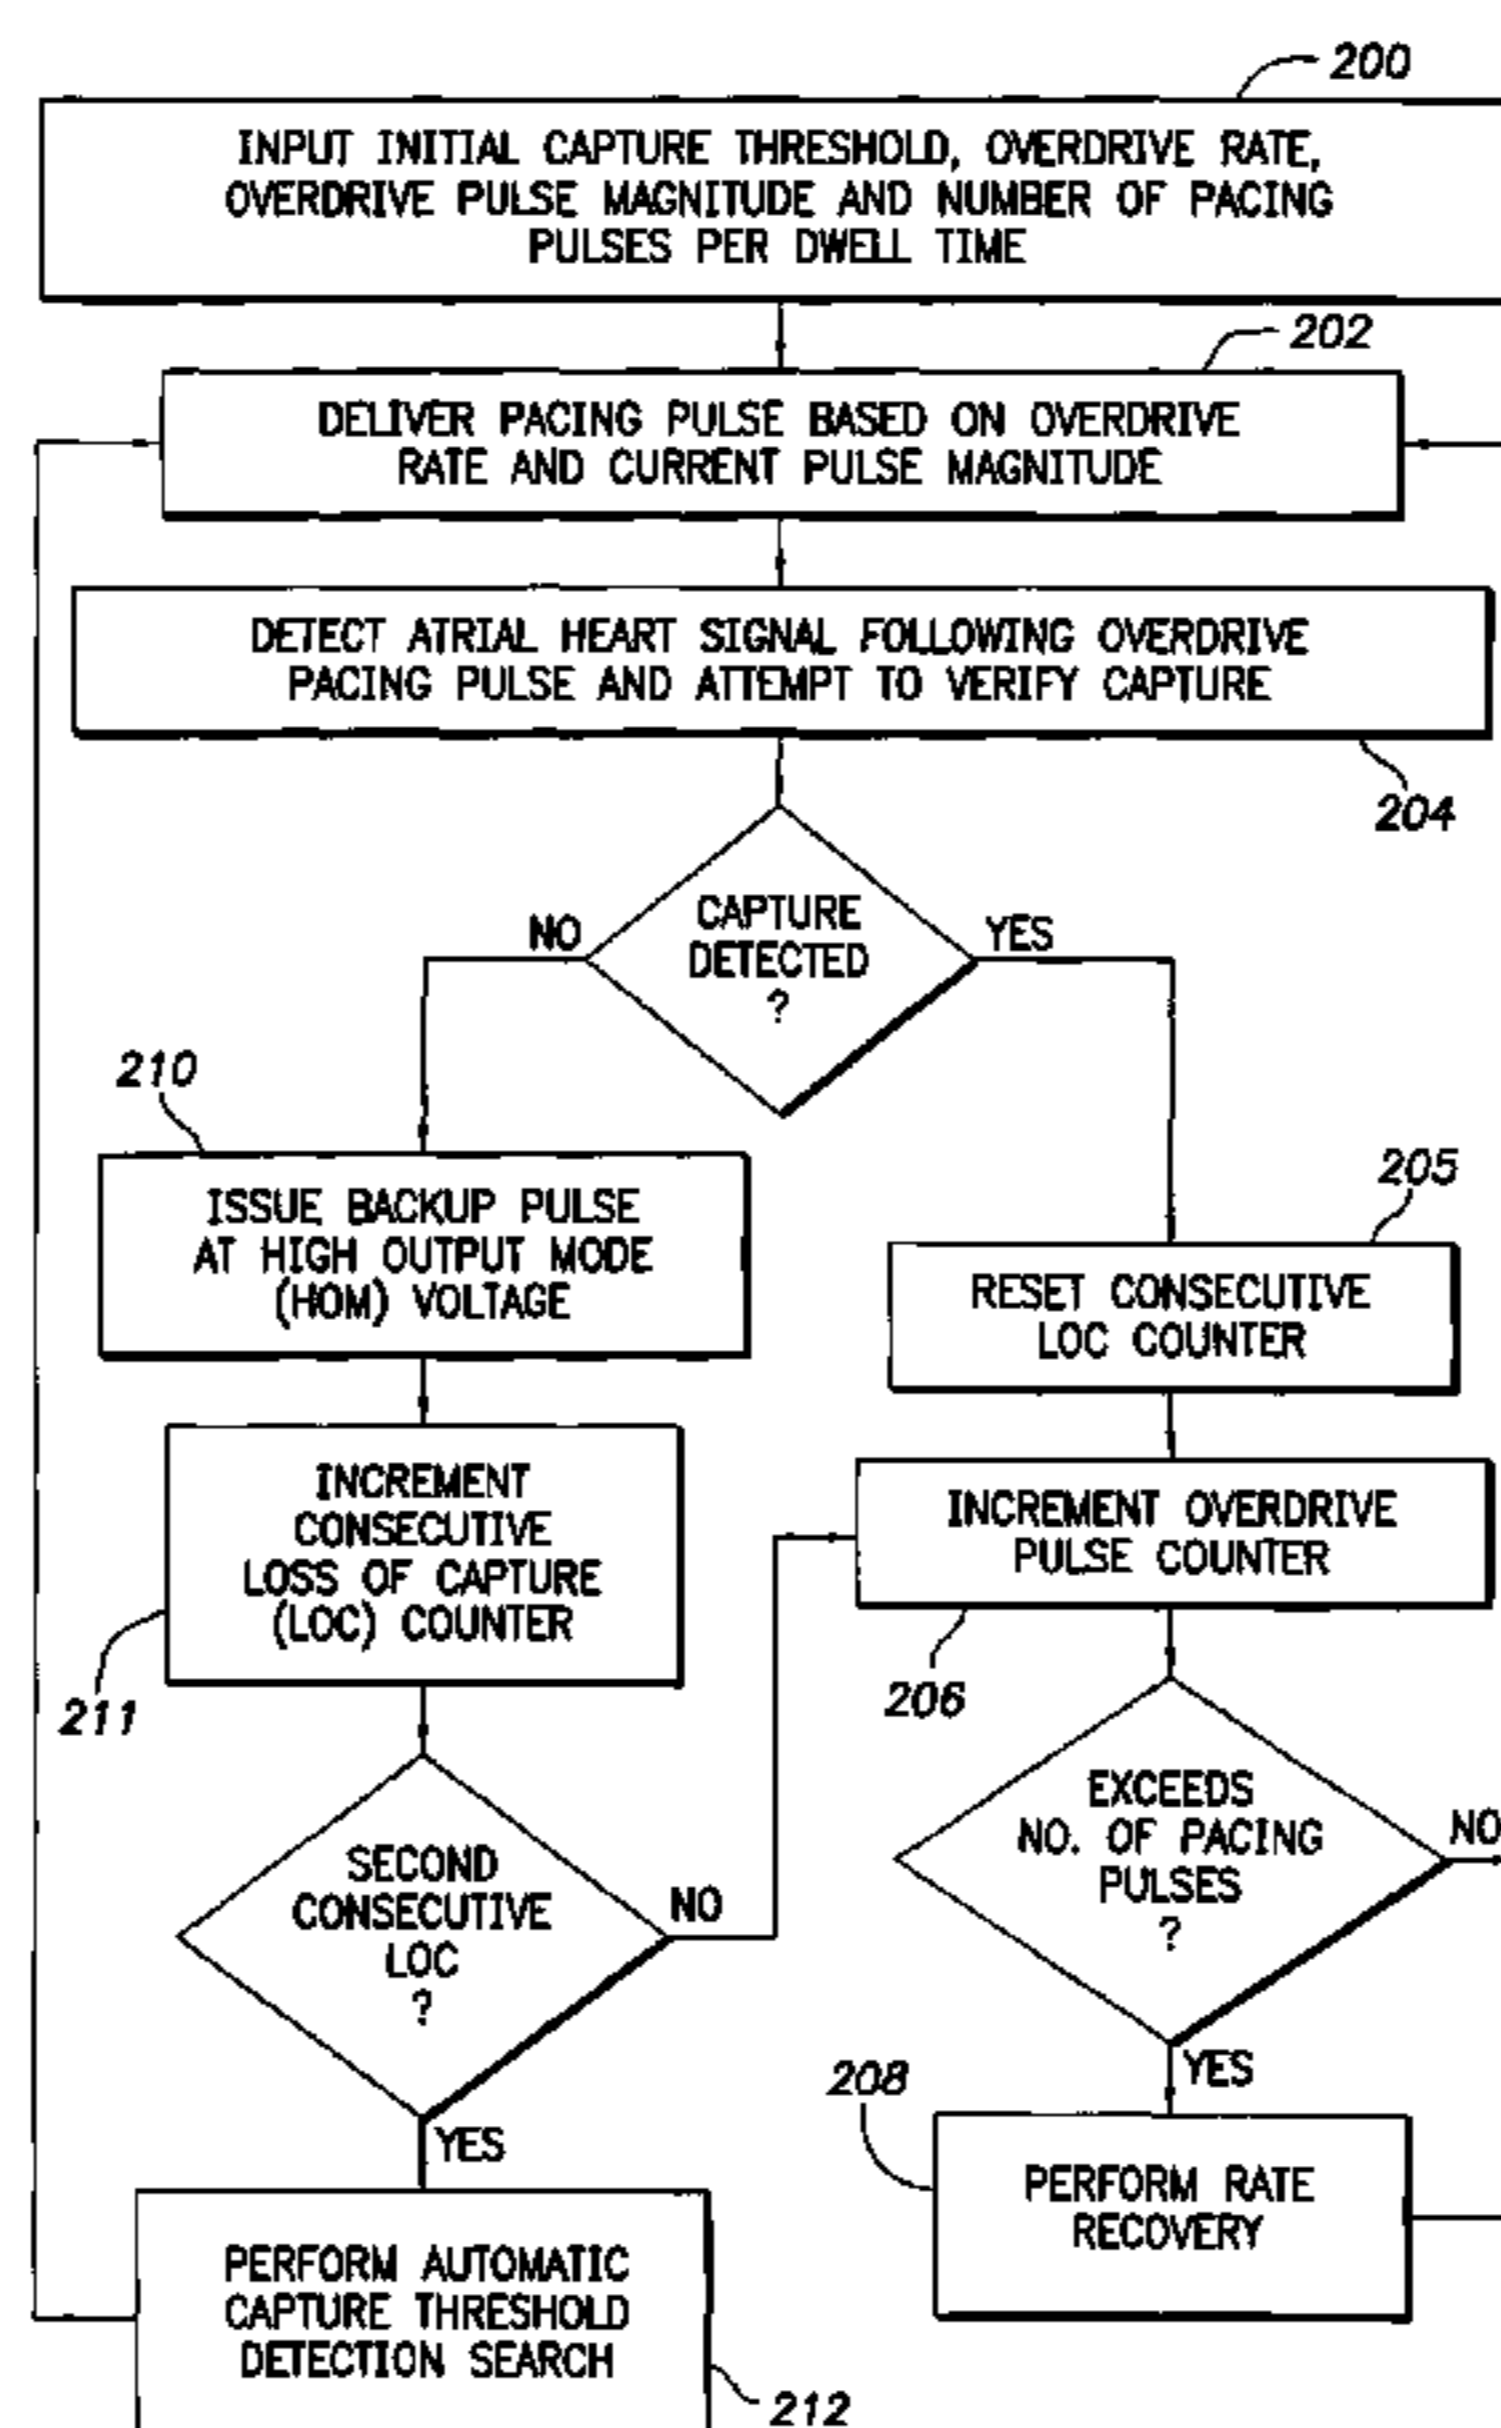 200
INPUT INITIAL CAPTURE THRESHOLD, OVERDRIVE RATE,
OVERDRIVE PULSE MAGNITUDE AND NUMBER OF PACING
PULSES PER DWELL TIME
202
DELIVER PACING PULSE BASED ON OVERDRIVE
RATE AND CURRENT PULSE MAGNITUDE
DETECT ATRIAL HEART SIGNAL FOLLOWING OVERDRIVE
PACING PULSE AND ATTEMPT TO VERIFY CAPTURE
204
CAPTURE
DETECTED
?
NO
YES
210
ISSUE BACKUP PULSE
AT HIGH OUTPUT MODE
(HOM) VOLTAGE
205
RESET CONSECUTIVE
LOC COUNTER
INCREMENT
CONSECUTIVE
LOSS OF CAPTURE
(LOC) COUNTER
211
INCREMENT OVERDRIVE
PULSE COUNTER
206
SECOND
CONSECUTIVE
LOC
?
NO
YES
EXCEEDS
NO. OF PACING
PULSES
?
NO
YES
208
PERFORM RATE
RECOVERY
PERFORM AUTOMATIC
CAPTURE THRESHOLD
DETECTION SEARCH
212